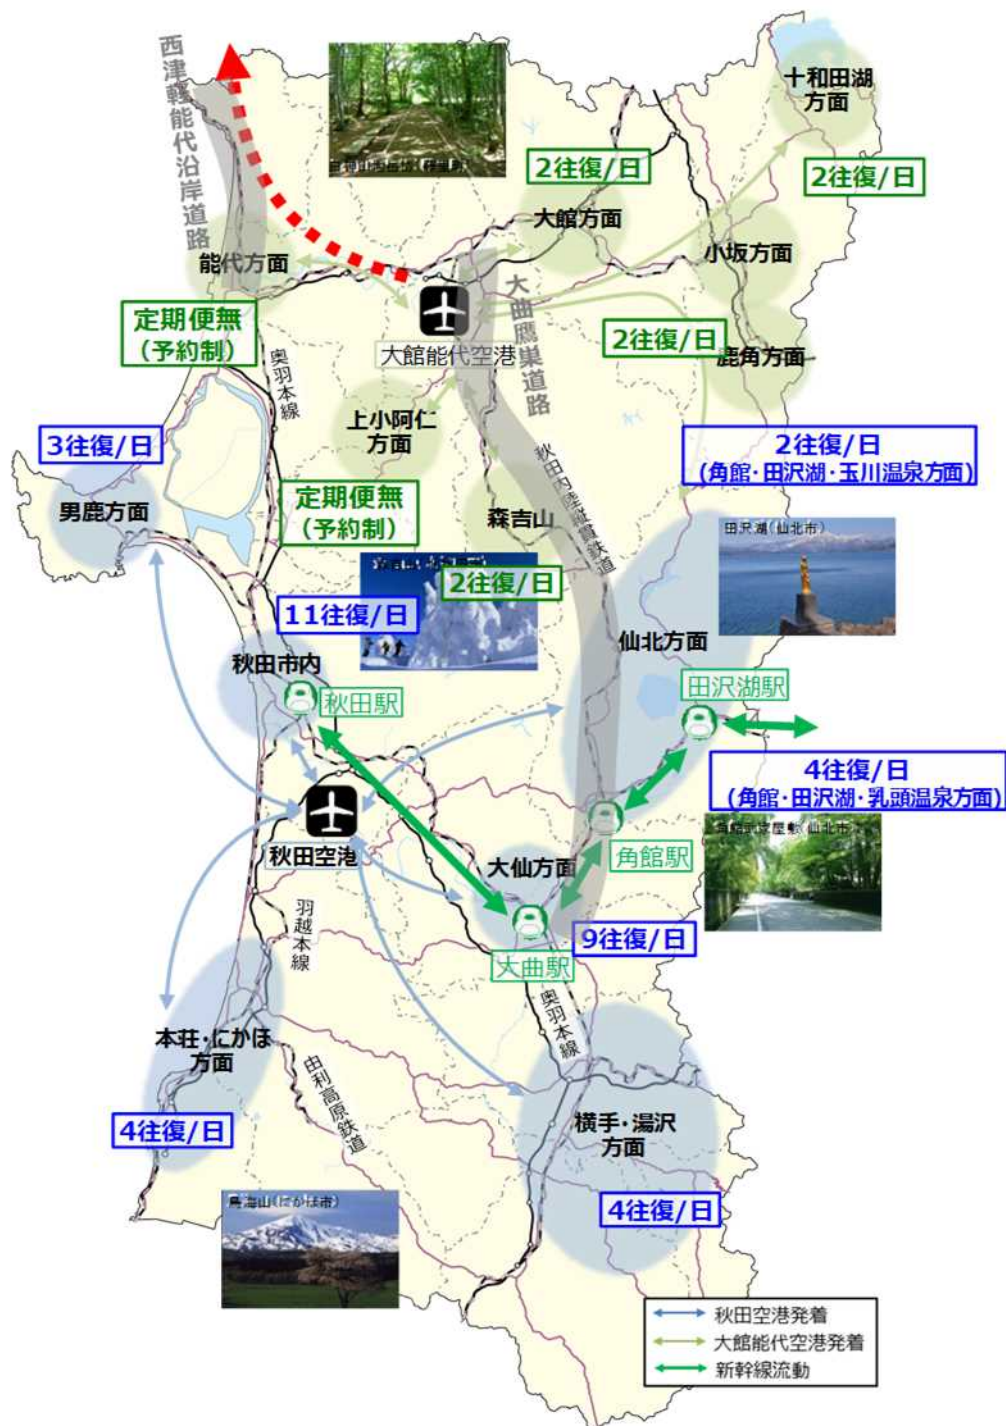 西津軽能代沿岸道路
十和田湖
方面
2往復/日
2往復/日
大館方面
小坂方面
能代方面
定期便無
（予約制）
大館能代空港
大曲鷹巣道路
2往復/日
鹿角方面
奥羽本線
上小阿仁
方面
3往復/日
男鹿方面
定期便無
（予約制）
秋田内陸縦貫鉄道
2往復/日
(角館・田沢湖・玉川温泉方面)
森吉山
田沢湖(仙北市)
2往復/日
11往復/日
仙北方面
秋田市内
秋田駅
田沢湖駅
4往復/日
(角館・田沢湖・乳頭温泉方面)
秋田空港
角館武家屋敷(仙北市)
大仙方面
角館駅
羽越本線
9往復/日
大曲駅
奥羽本線
本荘・にかほ
方面
由利高原鉄道
4往復/日
横手・湯沢
方面
4往復/日
鳥海山(にかほ市)
秋田空港発着
大館能代空港発着
新幹線流動